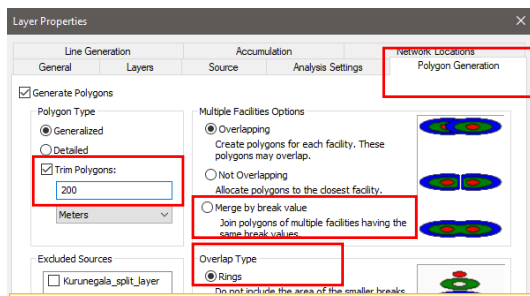 Layer Properties
Line Generation Accumulation Network Locations
General Layers Source Analysis Settings Polygon Generation
Generate Polygons
Polygon Type
Generalized
Detailed
Trim Polygons:
200
Meters
Multiple Facilities Options
Overlapping
Create polygons for each facility. These
polygons may overlap.
Not Overlapping
Allocate polygons to the closest facility.
Merge by break value
Join polygons of multiple facilities having the
same break values.
Excluded Sources
Kurunegala_split_layer
Overlap Type
Rings
Do not include the area of the smaller breaks